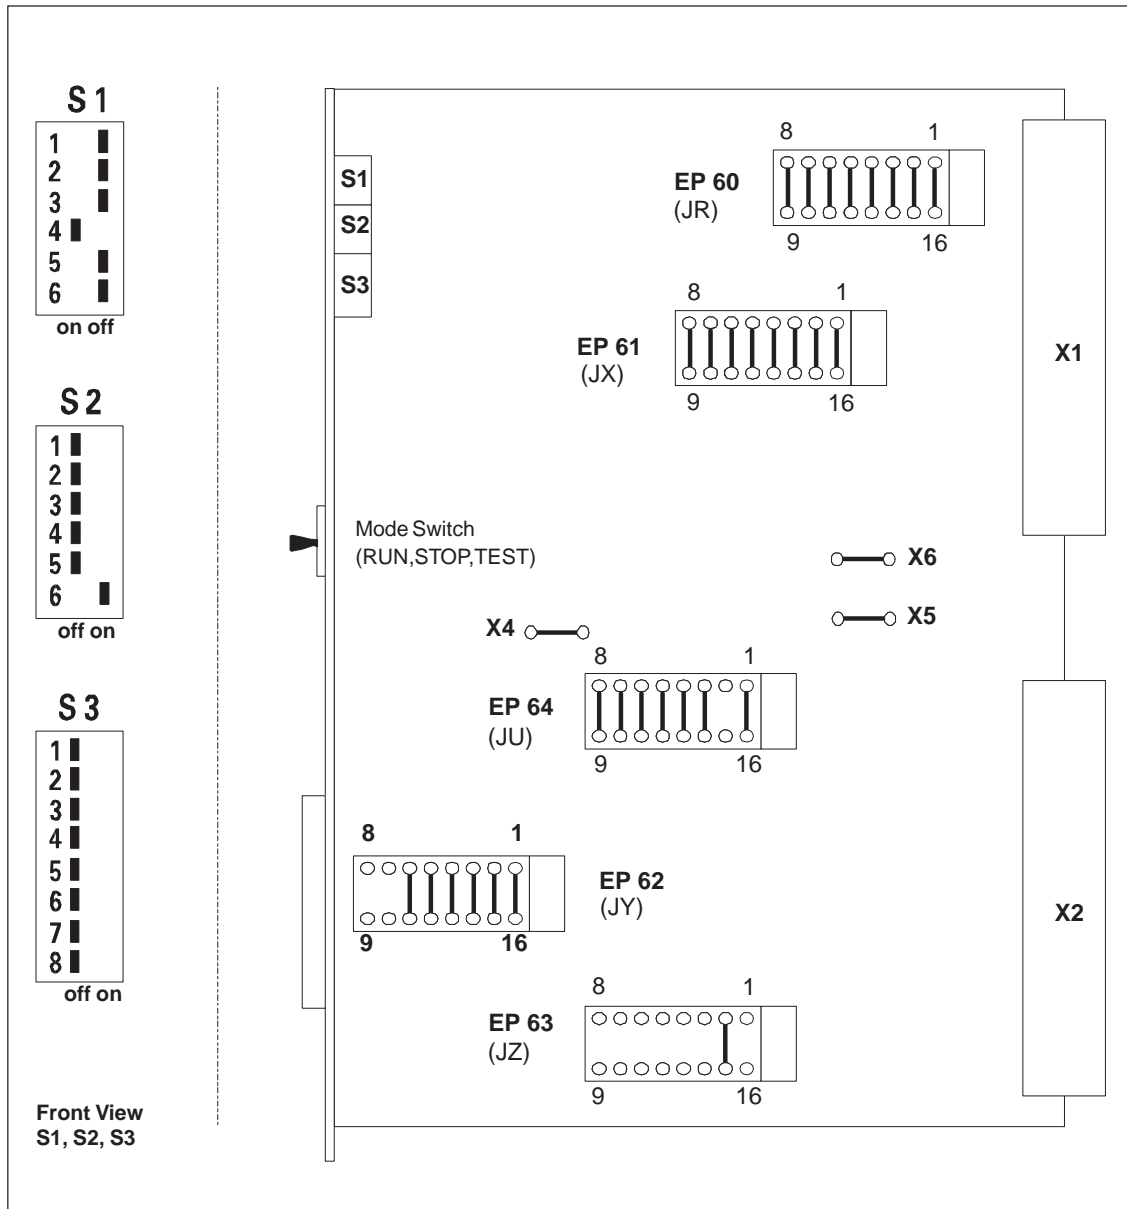 S 1
1
2
3
4
5
6
on off
S 2
1
2
3
4
5
6
off on
S 3
1
2
3
4
5
6
7
8
off on
Front View
S1, S2, S3
S1
S2
S3
Mode Switch
(RUN,STOP,TEST)
8 1
EP 60
(JR)
9 16
8 1
EP 61
(JX)
9 16
X1
X6
X5
X4
8 1
EP 64
(JU)
9 16
8 1
EP 62
(JY)
9 16
X2
8 1
EP 63
(JZ)
9 16